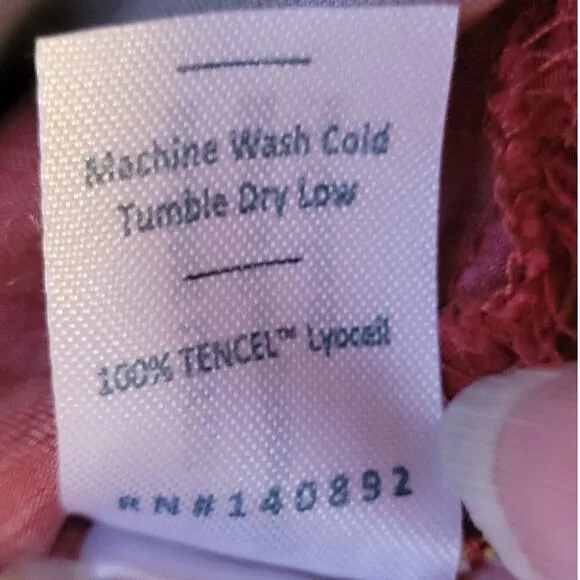 Machine Wash Cold
Tumble Dry Low
100% TENCEL™ Lyocell
RN#140892